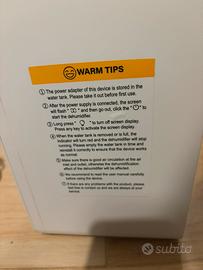 WARM TIPS
① The power adapter of this device is stored in the
water tank. Please take it out before first use.
② After the power supply is connected, the screen
will flash " " and then go out, click the " " to
start the dehumidifier.
③ Long press " " to turn off screen display.
Press any key to activate the screen display.
④ When the water tank is removed or is full, the
indicator will turn red and the dehumidifier will stop
running. Please empty the water tank in time and
reinstall it correctly to ensure that the device works
as normal.
⑤ Make sure there is good air circulation at the air
inlet and outlet, otherwise the dehumidification
effect of the dehumidifier will be affected.
⑥ We recommend to read the user manual carefully
before using the device.
⑦ If there are any problems with the product, please
feel free to contact us and we are always at your
service.
subito